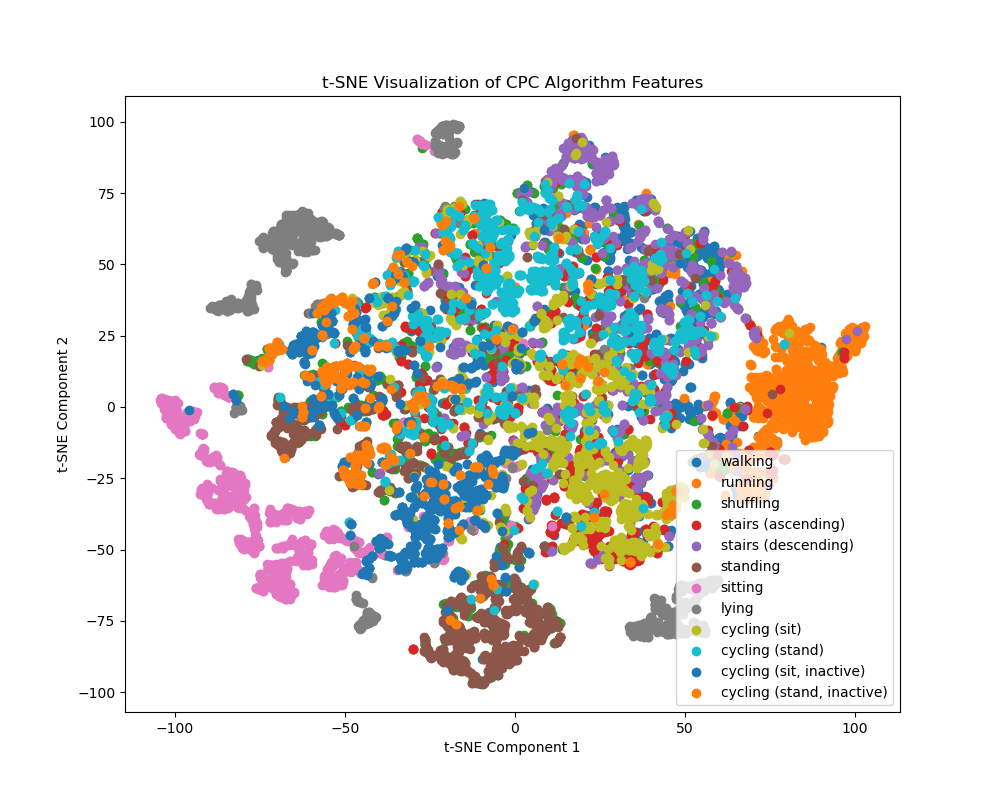 t-SNE Visualization of CPC Algorithm Features
t-SNE Component 2
100
75
50
25
0
−25
−50
−75
−100
walking
running
shuffling
stairs (ascending)
stairs (descending)
standing
sitting
lying
cycling (sit)
cycling (stand)
cycling (sit, inactive)
cycling (stand, inactive)
−100
−50
0
50
100
t-SNE Component 1